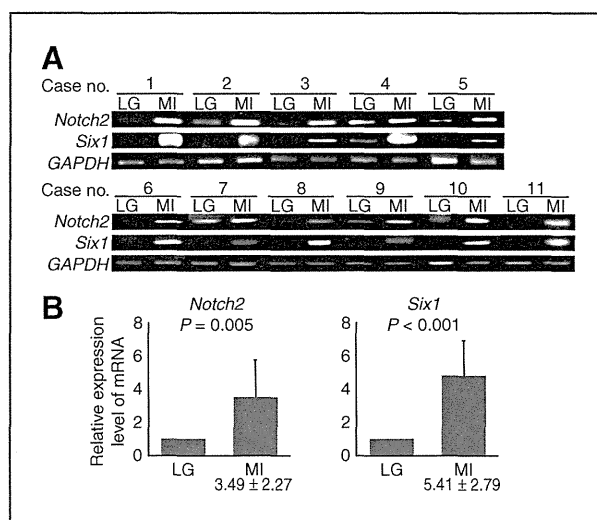 A
Case no. 1 2 3 4 5
LG MI LG MI LG MI LG MI LG MI
Notch2
Six1
GAPDH
Case no. 6 7 8 9 10 11
LG MI LG MI LG MI LG MI LG MI LG MI
Notch2
Six1
GAPDH
B
Notch2
P = 0.005
Relative expression
level of mRNA
8
6
4
2
0
LG MI
3.49 ± 2.27
Six1
P < 0.001
8
6
4
2
0
LG MI
5.41 ± 2.79